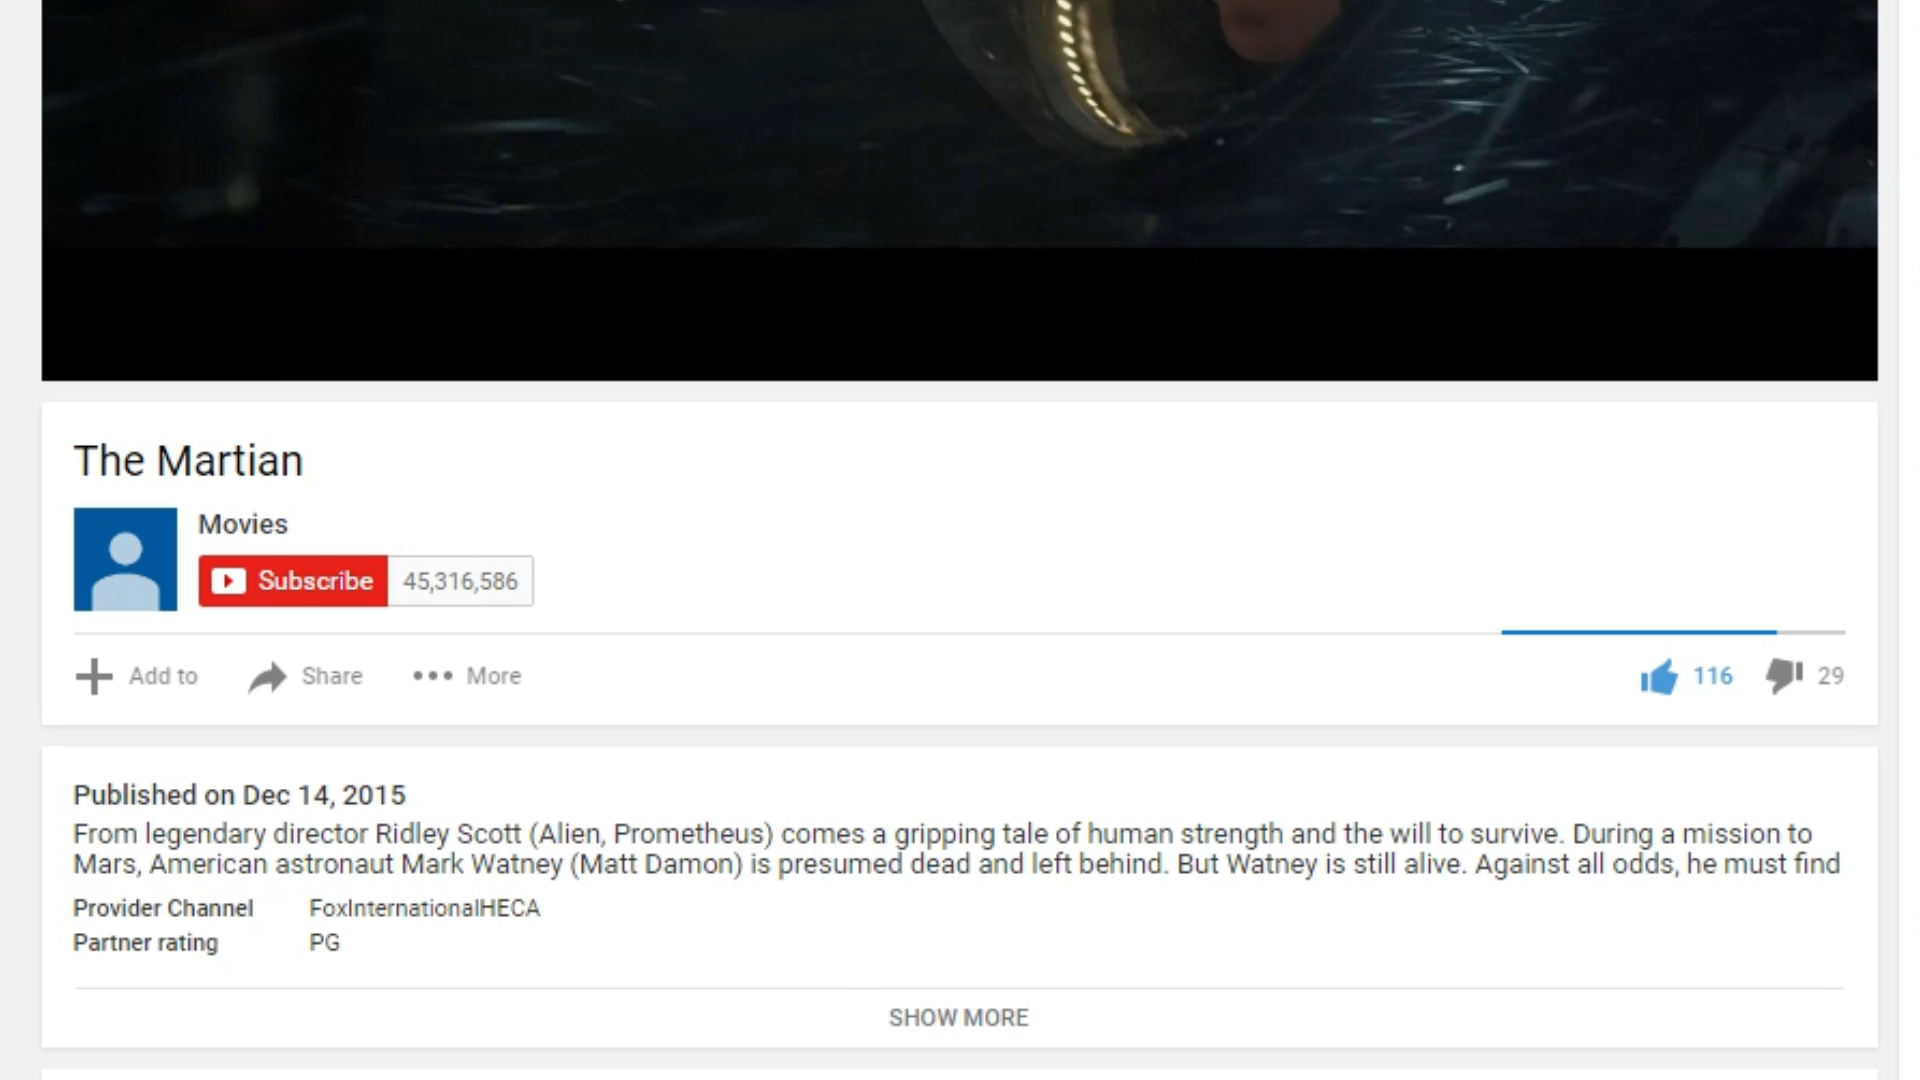 The Martian
Movies
Subscribe 45,316,586
Add to Share More 116 29
Published on Dec 14, 2015
From legendary director Ridley Scott (Alien, Prometheus) comes a gripping tale of human strength and the will to survive. During a mission to
Mars, American astronaut Mark Watney (Matt Damon) is presumed dead and left behind. But Watney is still alive. Against all odds, he must find
Provider Channel FoxInternationalHECA
Partner rating PG
SHOW MORE